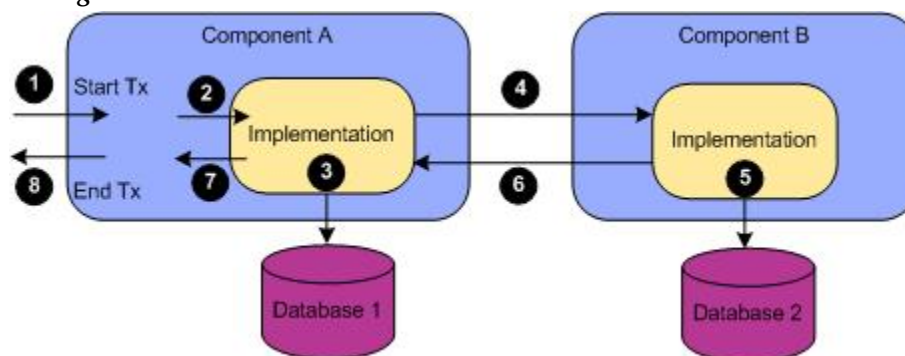 Component A
Component B
1
Start Tx
2
4
Implementation
Implementation
3
7
6
5
8
End Tx
Database 1
Database 2